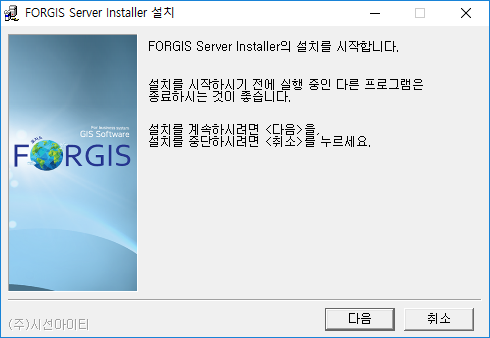 FORGIS Server Installer 설치
FORGIS Server Installer의 설치를 시작합니다.
설치를 시작하시기 전에 실행 중인 다른 프로그램은
종료하시는 것이 좋습니다.
설치를 계속하시려면 <다음>을,
설치를 중단하시려면 <취소>를 누르세요.
For business system
GIS Software
FORGIS
(주)시선아이티
다음
취소